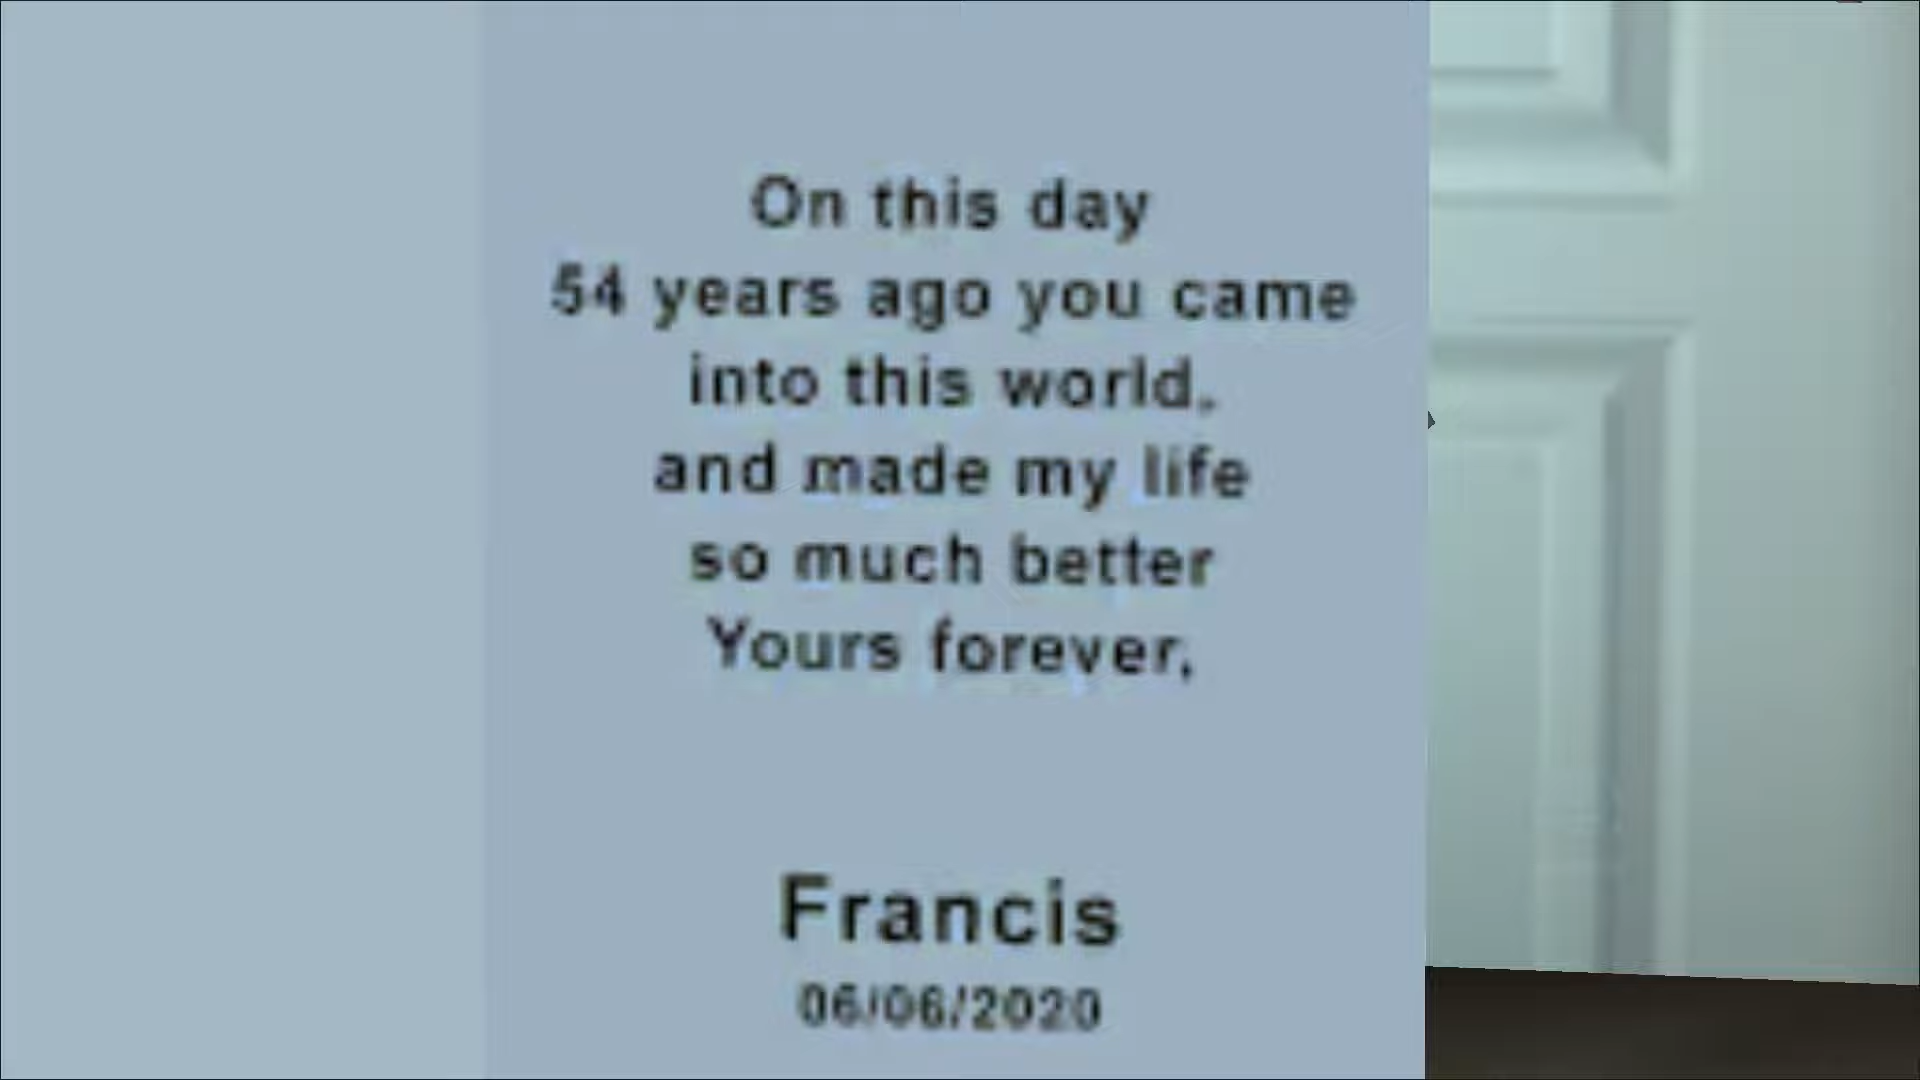 On this day
54 years ago you came
into this world,
and made my life
so much better
Yours forever,
Francis
06/06/2020